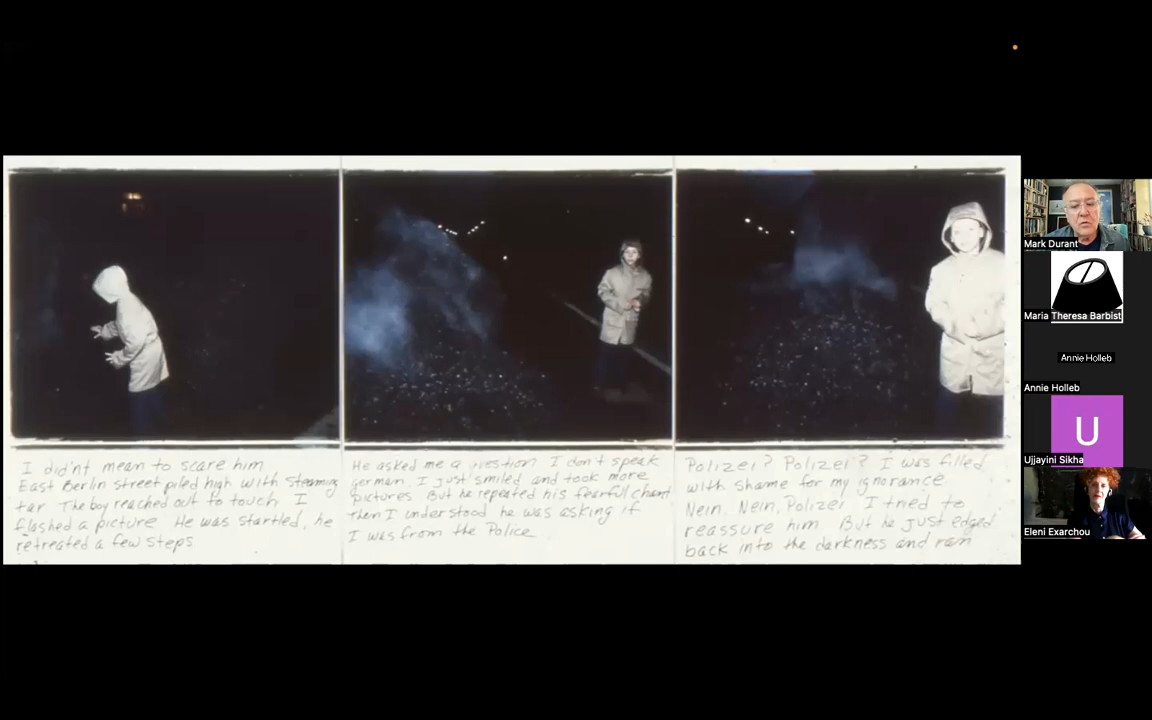 I didn't mean to scare him
East Berlin street piled high with steaming
tar The boy reached out to touch I
flashed a picture He was startled, he
retreated a few steps
He asked me a question I don't speak
german I just smiled and took more
pictures But he repeated his fearful chant
then I understood he was asking if
I was from the Police
Polizei? Polizei? I was filled
with shame for my ignorance
Nein. Nein, Polizei I tried to
reassure him But he just edged
back into the darkness and ran
Mark Durant
Maria Theresa Barbist
Annie Holleb
Annie Holleb
U
Ujjayini Sikha
Eleni Exarchou